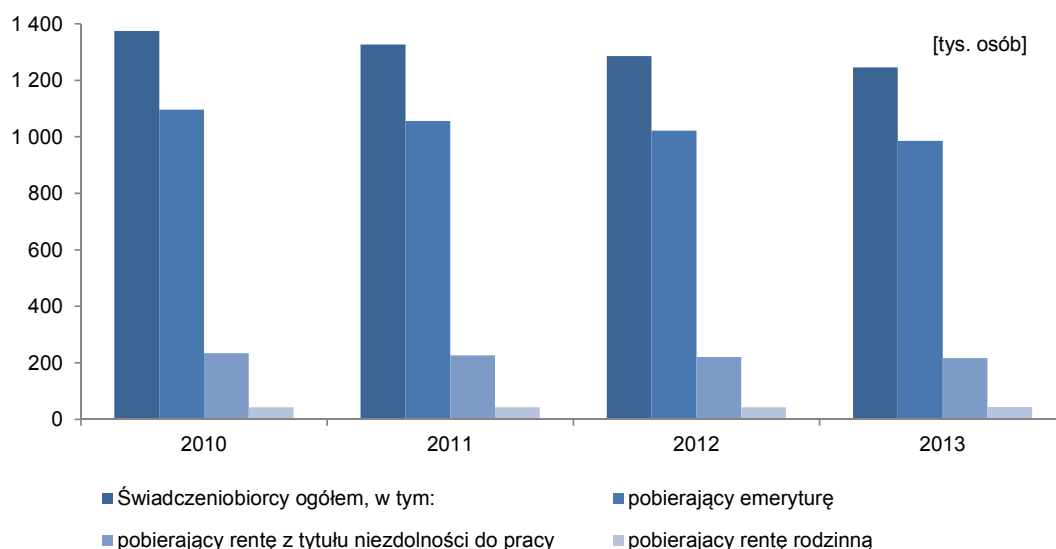 1 400
[tys. osób]
1 200
1 000
800
600
400
200
0
2010 2011 2012 2013
Świadczeniobiorcy ogółem, w tym: pobierający emeryturę
pobierający rentę z tytułu niezdolności do pracy pobierający rentę rodzinną